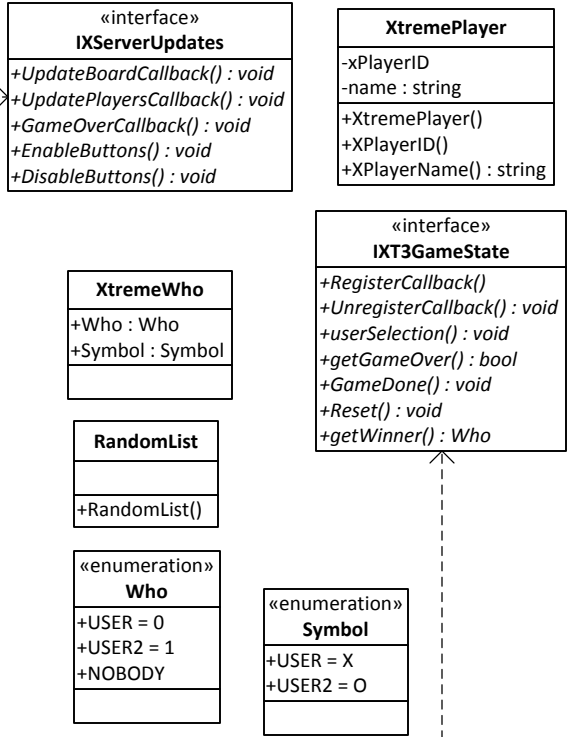 «interface»
IXServerUpdates
+UpdateBoardCallback() : void
+UpdatePlayersCallback() : void
+GameOverCallback() : void
+EnableButtons() : void
+DisableButtons() : void
XtremePlayer
-xPlayerID
-name : string
+XtremePlayer()
+XPlayerID()
+XPlayerName() : string
«interface»
IXT3GameState
+RegisterCallback()
+UnregisterCallback() : void
+userSelection() : void
+getGameOver() : bool
+GameDone() : void
+Reset() : void
+getWinner() : Who
XtremeWho
+Who : Who
+Symbol : Symbol
RandomList
+RandomList()
«enumeration»
Who
+USER = 0
+USER2 = 1
+NOBODY
«enumeration»
Symbol
+USER = X
+USER2 = O